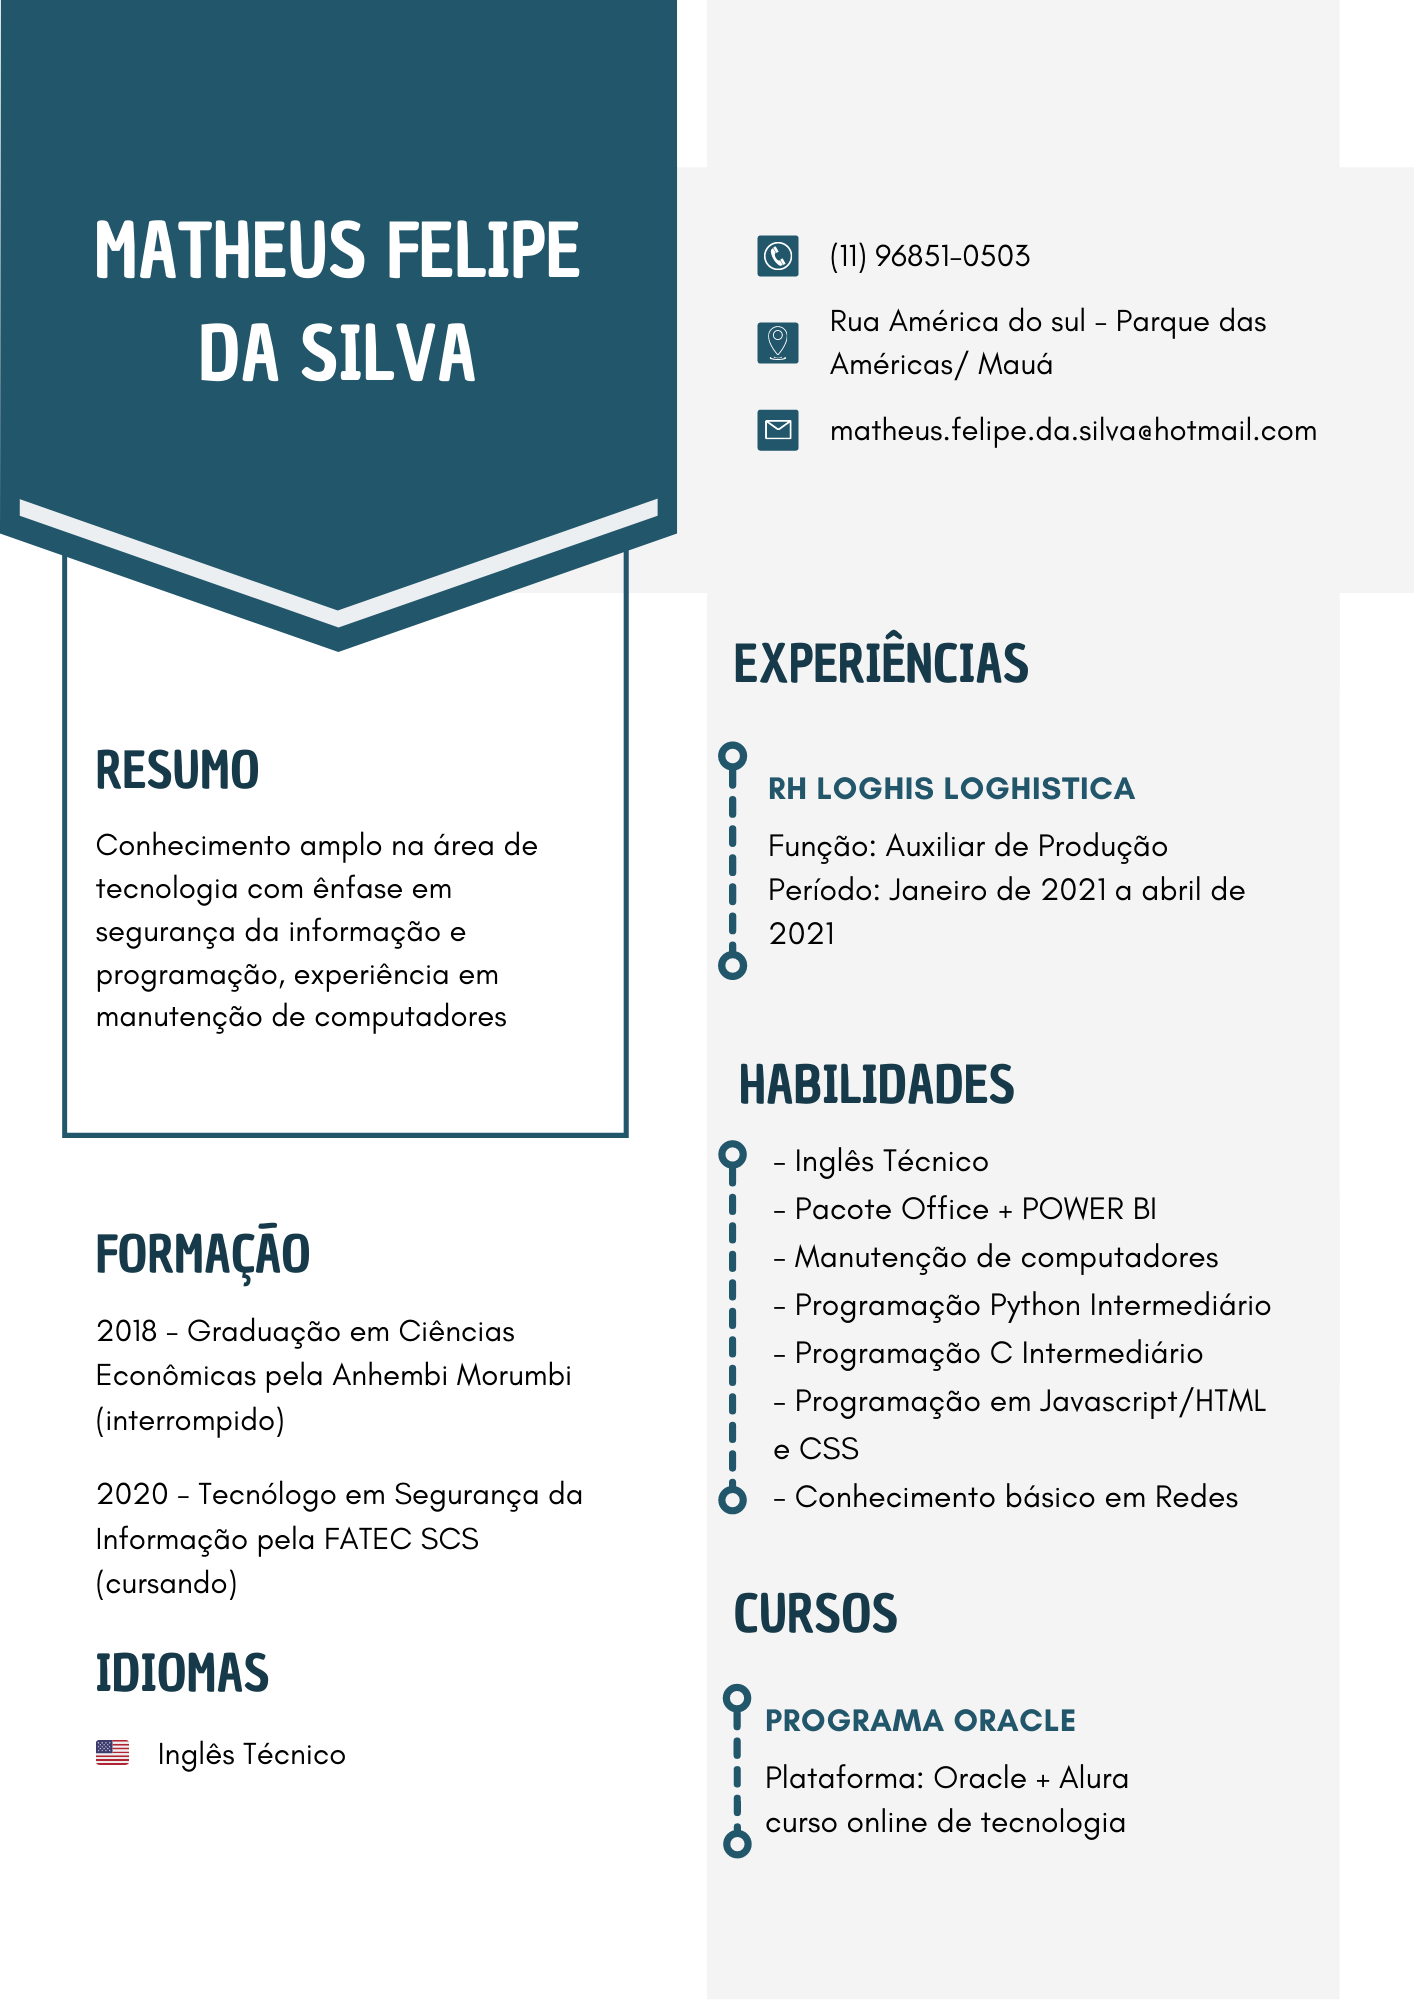 MATHEUS FELIPE
DA SILVA
(11) 96851-0503
Rua América do sul - Parque das
Américas/ Mauá
matheus.felipe.da.silva@hotmail.com
RESUMO
Conhecimento amplo na área de
tecnologia com ênfase em
segurança da informação e
programação, experiência em
manutenção de computadores
FORMAÇÃO
2018 - Graduação em Ciências
Econômicas pela Anhembi Morumbi
(interrompido)
2020 - Tecnólogo em Segurança da
Informação pela FATEC SCS
(cursando)
IDIOMAS
Inglês Técnico
EXPERIÊNCIAS
RH LOGHIS LOGHISTICA
Função: Auxiliar de Produção
Período: Janeiro de 2021 a abril de
2021
HABILIDADES
- Inglês Técnico
- Pacote Office + POWER BI
- Manutenção de computadores
- Programação Python Intermediário
- Programação C Intermediário
- Programação em Javascript/HTML
e CSS
- Conhecimento básico em Redes
CURSOS
PROGRAMA ORACLE
Plataforma: Oracle + Alura
curso online de tecnologia